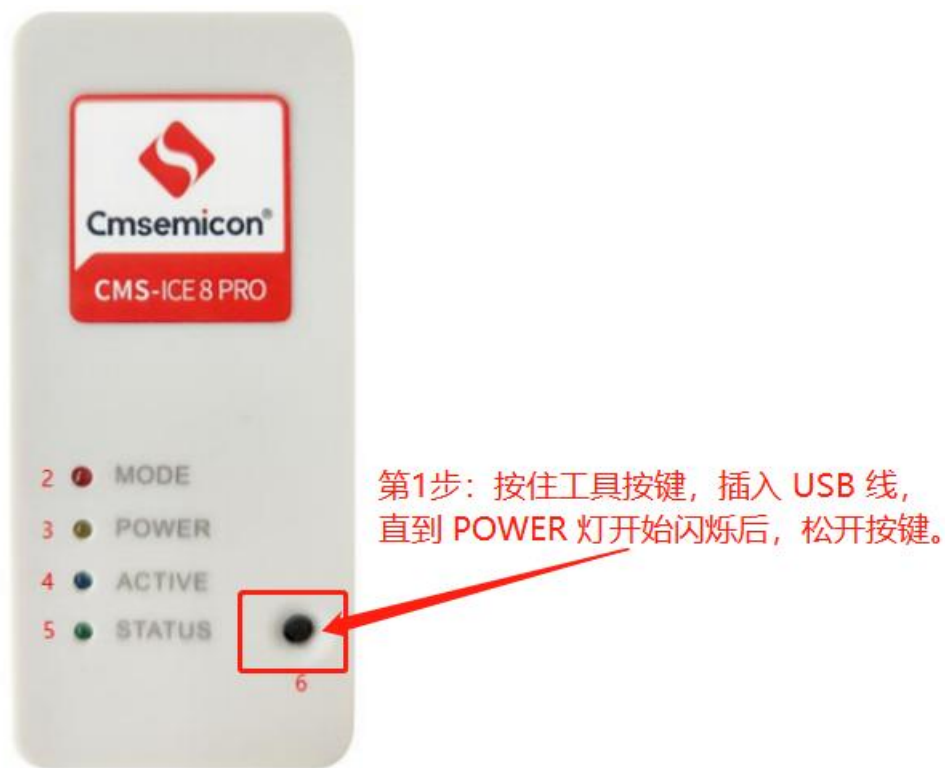 Cmsemicon®
CMS-ICE 8 PRO
2 MODE
3 POWER
4 ACTIVE
5 STATUS
6
第1步：按住工具按键，插入 USB 线，
直到 POWER 灯开始闪烁后，松开按键。